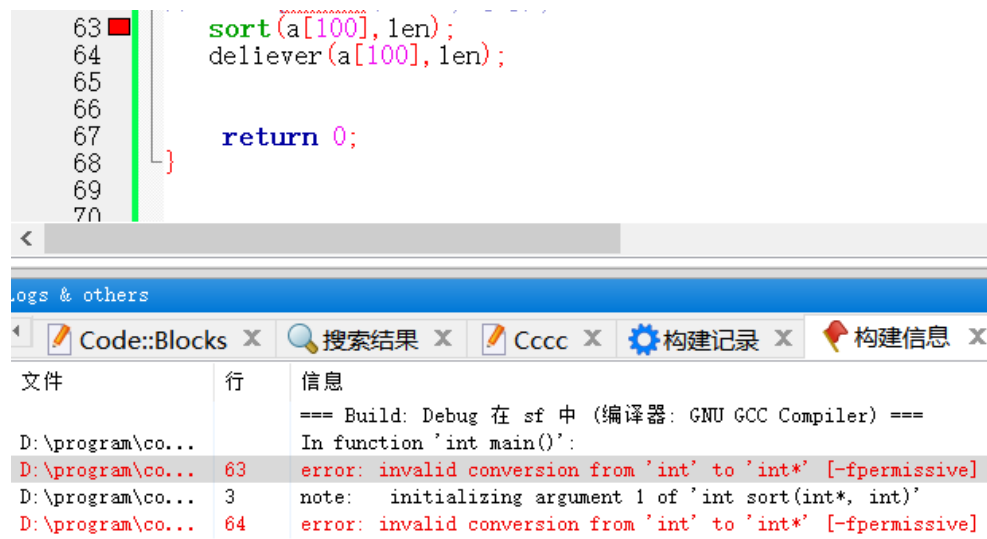 63 sort(a[100],len);
64 deliever(a[100],len);
65
66
67 return 0;
68 }
69
70
Logs & others
Code::Blocks X 搜索结果 X Cccc X 构建记录 X 构建信息 X
文件 行 信息
=== Build: Debug 在 sf 中 (编译器: GNU GCC Compiler) ===
D:\program\co... In function 'int main()':
D:\program\co... 63 error: invalid conversion from 'int' to 'int*' [-fpermissive]
D:\program\co... 3 note: initializing argument 1 of 'int sort(int*, int)'
D:\program\co... 64 error: invalid conversion from 'int' to 'int*' [-fpermissive]